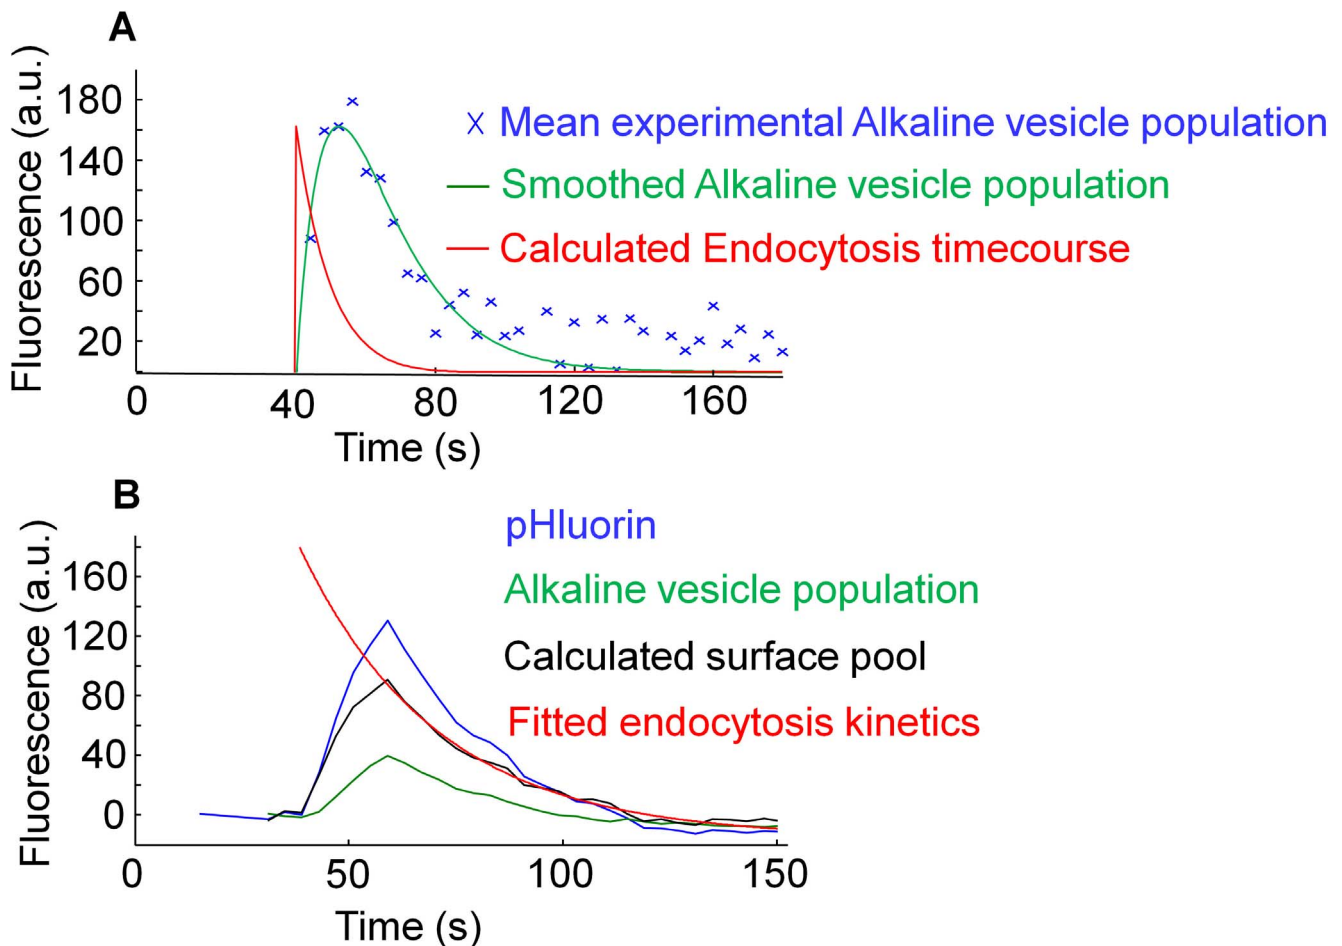 A
Fluorescence (a.u.)
180
140
100
60
20
0
40
80
120
160
Time (s)
Mean experimental Alkaline vesicle population
Smoothed Alkaline vesicle population
Calculated Endocytosis timecourse
B
Fluorescence (a.u.)
160
120
80
40
0
0
50
100
150
Time (s)
pHluorin
Alkaline vesicle population
Calculated surface pool
Fitted endocytosis kinetics